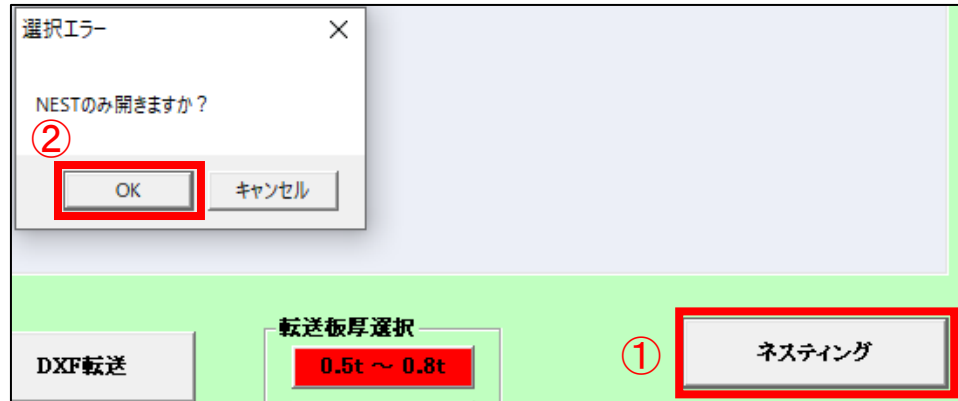 選択エラー
NESTのみ開きますか？
②
OK
キャンセル
転送板厚選択
DXF転送
0.5t ～ 0.8t
①
ネスティング